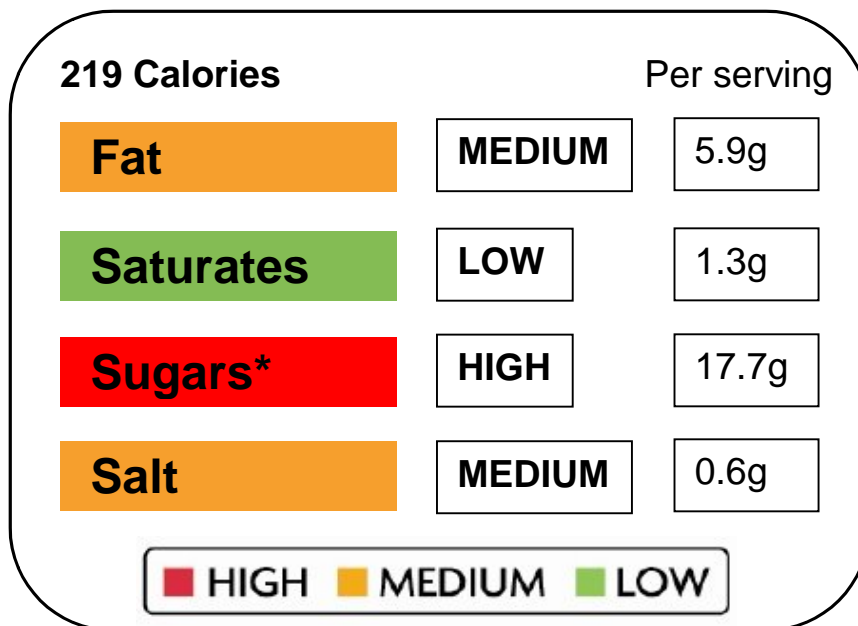 219 Calories Per serving
Fat MEDIUM 5.9g
Saturates LOW 1.3g
Sugars* HIGH 17.7g
Salt MEDIUM 0.6g
HIGH MEDIUM LOW